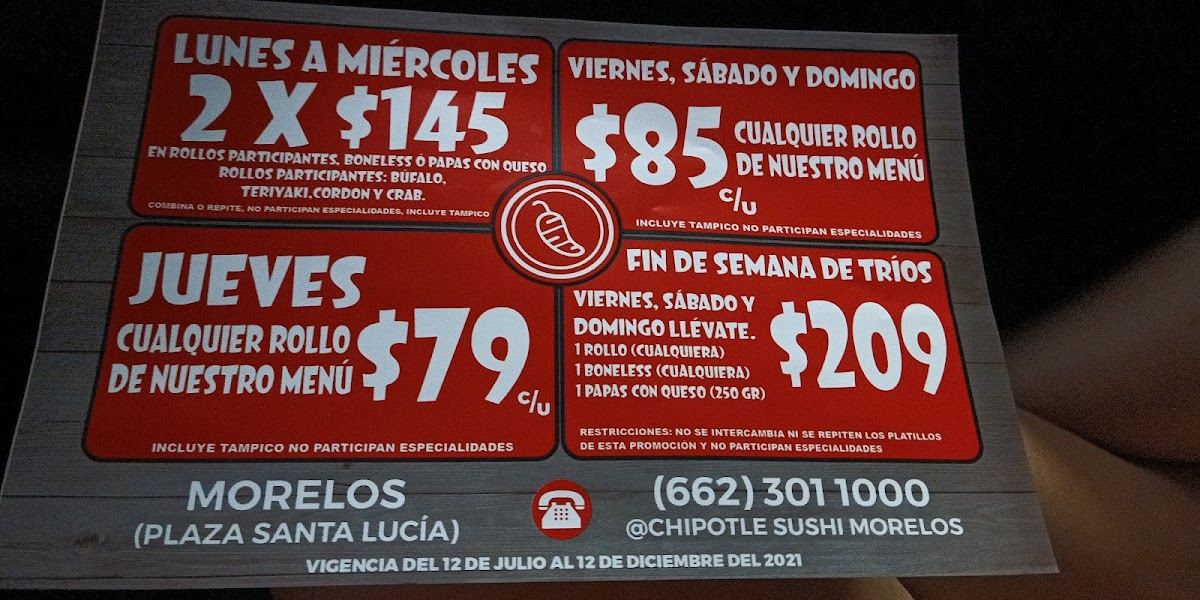 LUNES A MIÉRCOLES
2 X $145
EN ROLLOS PARTICIPANTES, BONELESS Ó PAPAS CON QUESO
ROLLOS PARTICIPANTES: BÚFALO,
TERIYAKI,CORDON Y CRAB.
COMBINA O REPITE, NO PARTICIPAN ESPECIALIDADES, INCLUYE TAMPICO
VIERNES, SÁBADO Y DOMINGO
$85 c/u
CUALQUIER ROLLO
DE NUESTRO MENÚ
INCLUYE TAMPICO NO PARTICIPAN ESPECIALIDADES
JUEVES
CUALQUIER ROLLO
DE NUESTRO MENÚ
$79 c/u
INCLUYE TAMPICO NO PARTICIPAN ESPECIALIDADES
FIN DE SEMANA DE TRÍOS
VIERNES, SÁBADO Y
DOMINGO LLÉVATE.
1 ROLLO (CUALQUIERA)
1 BONELESS (CUALQUIERA)
1 PAPAS CON QUESO (250 GR)
$209
RESTRICCIONES: NO SE INTERCAMBIA NI SE REPITEN LOS PLATILLOS
DE ESTA PROMOCIÓN Y NO PARTICIPAN ESPECIALIDADES
MORELOS
(PLAZA SANTA LUCÍA)
(662) 301 1000
@CHIPOTLE SUSHI MORELOS
VIGENCIA DEL 12 DE JULIO AL 12 DE DICIEMBRE DEL 2021